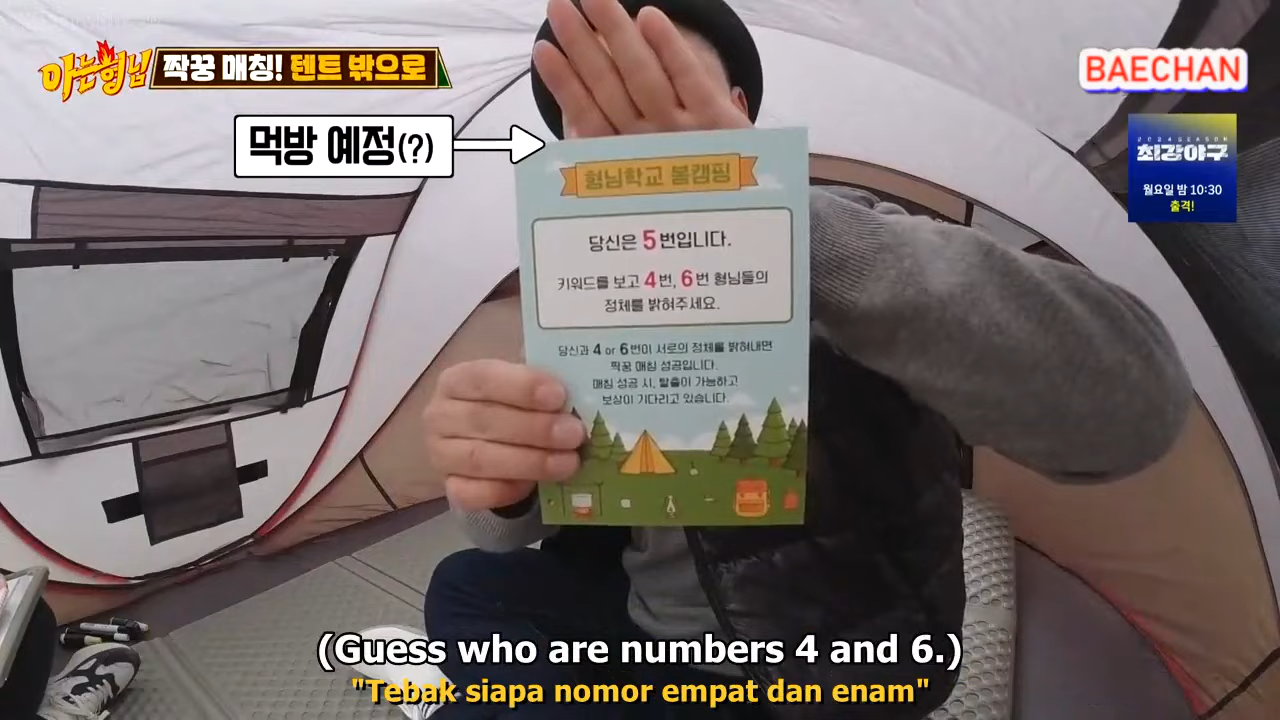 아는형님
짝꿍 매칭! 텐트 밖으로
BAECHAN
먹방 예정(?)
2024 SEASON
최강야구
월요일 밤 10:30
출격!
형님학교 봄캠핑
당신은 5번입니다.
키워드를 보고 4번, 6번 형님들의
정체를 밝혀주세요.
당신과 4 or 6번이 서로의 정체를 밝혀내면
짝꿍 매칭 성공입니다.
매칭 성공 시, 탈출이 가능하고
보상이 기다리고 있습니다.
(Guess who are numbers 4 and 6.)
"Tebak siapa nomor empat dan enam"